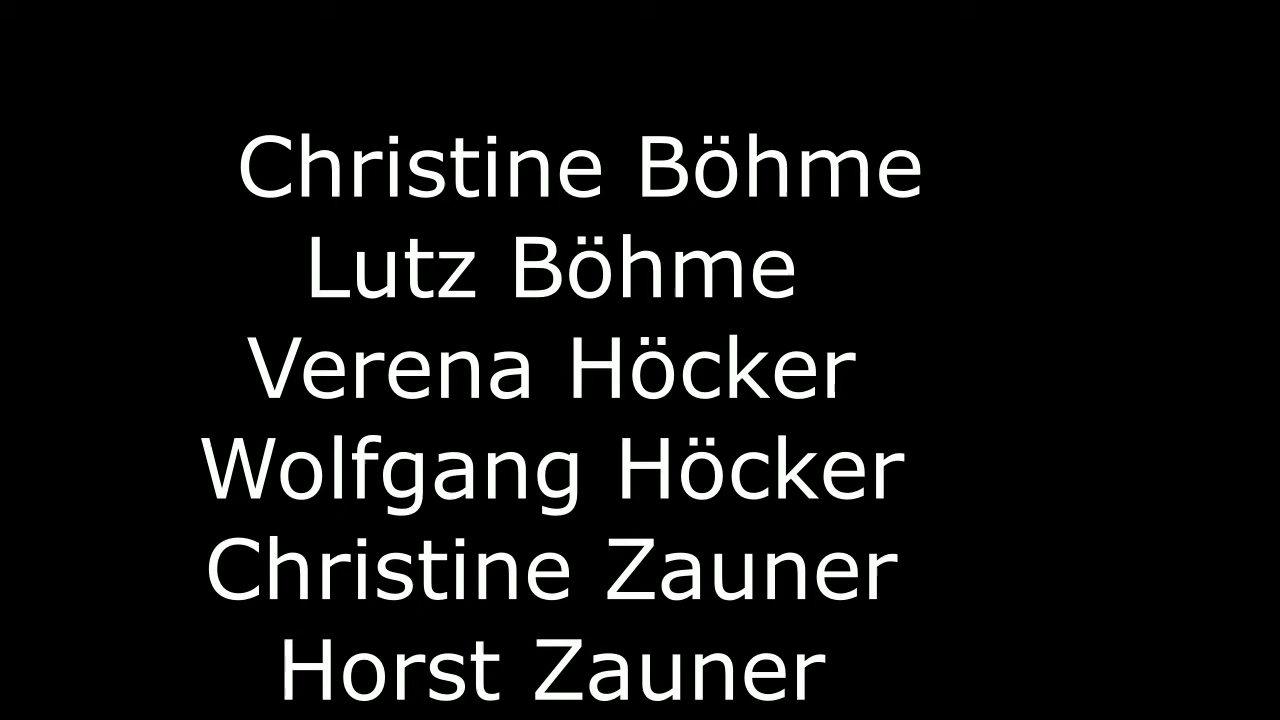 Christine Böhme
Lutz Böhme
Verena Höcker
Wolfgang Höcker
Christine Zauner
Horst Zauner